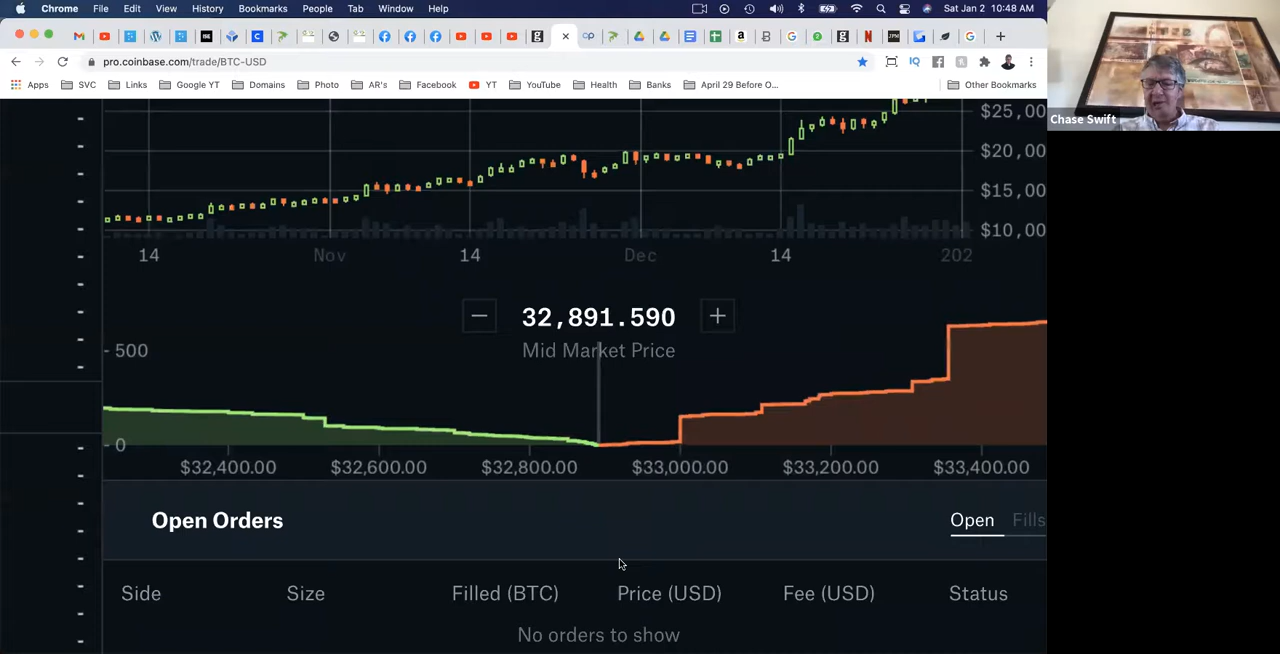 Chrome File Edit View History Bookmarks People Tab Window Help Sat Jan 2 10:48 AM
pro.coinbase.com/trade/BTC-USD
Apps SVC Links Google YT Domains Photo AR's Facebook YT YouTube Health Banks April 29 Before O... Other Bookmarks
Chase Swift
$25,00
$20,00
$15,00
$10,00
14 Nov 14 Dec 14 202
− 32,891.590 +
Mid Market Price
- 500
- 0
$32,400.00 $32,600.00 $32,800.00 $33,000.00 $33,200.00 $33,400.00
Open Orders Open Fills
Side Size Filled (BTC) Price (USD) Fee (USD) Status
No orders to show